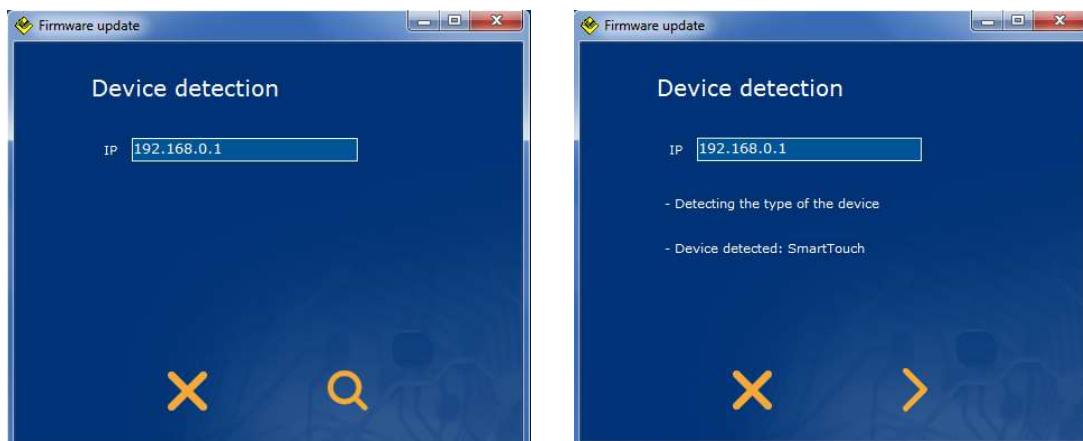 Firmware update
Device detection
IP 192.168.0.1
Firmware update
Device detection
IP 192.168.0.1
- Detecting the type of the device
- Device detected: SmartTouch